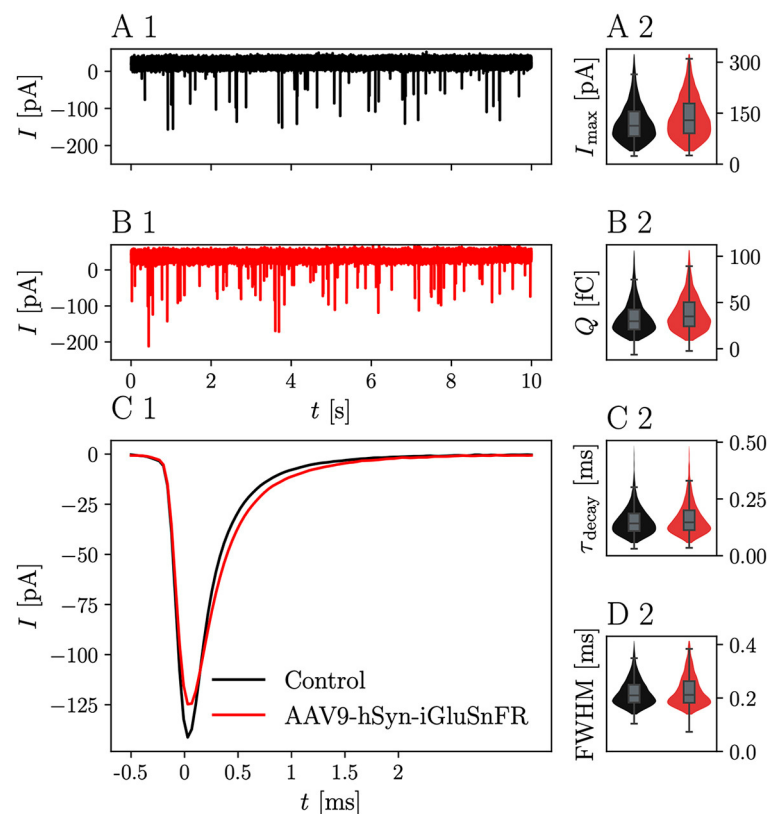 A 1
A 2
I [pA]
0
−100
−200
I_max [pA]
300
150
0
B 1
B 2
I [pA]
0
−100
−200
0
2
4
6
8
10
t [s]
Q [fC]
100
50
0
C 1
C 2
I [pA]
0
−25
−50
−75
−100
−125
Control
AAV9-hSyn-iGluSnFR
-0.5
0
0.5
1
1.5
2
t [ms]
τ_decay [ms]
0.50
0.25
0.00
D 2
FWHM [ms]
0.4
0.2
0.0